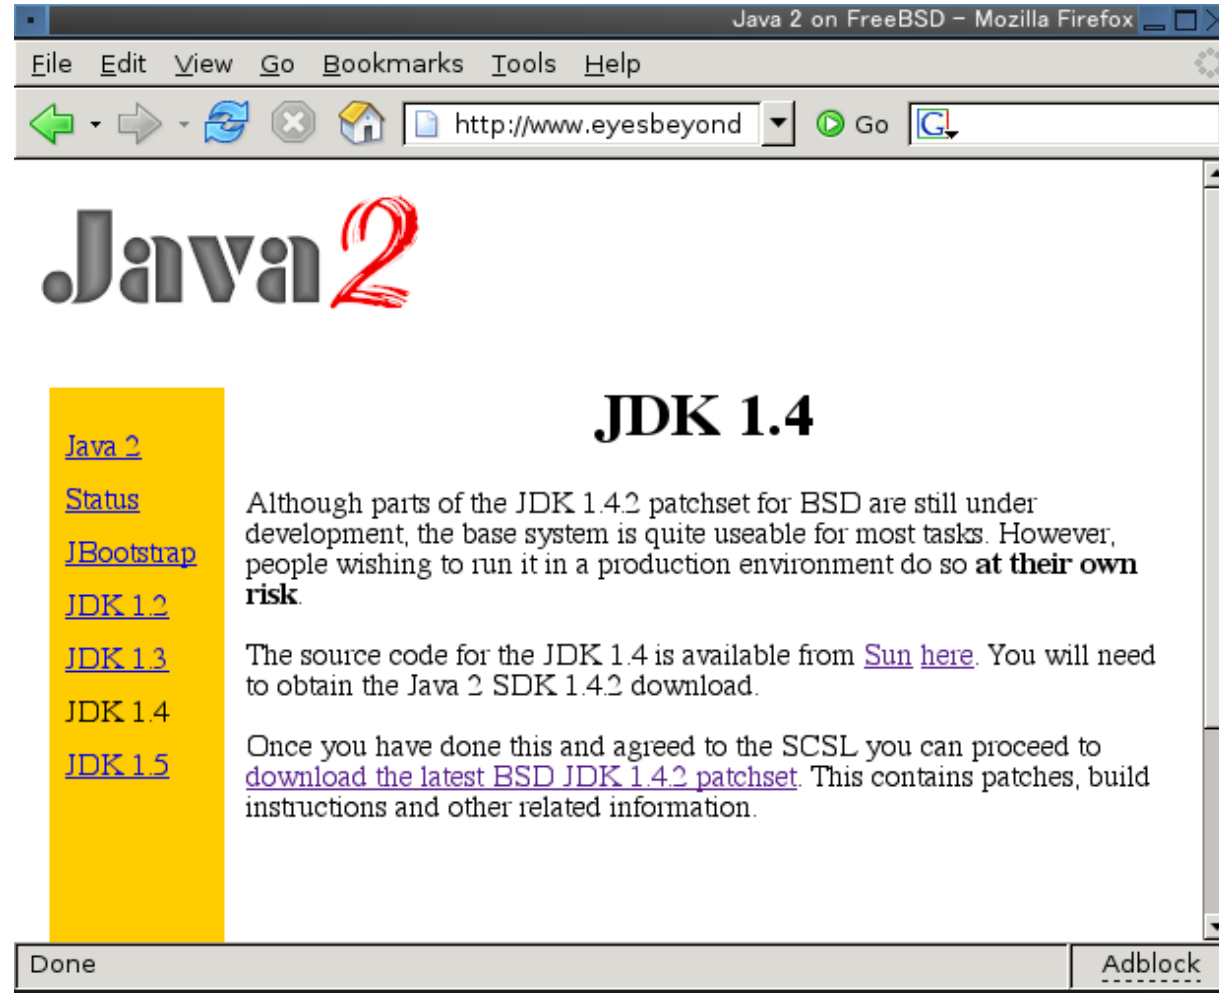 Java 2 on FreeBSD - Mozilla Firefox
File Edit View Go Bookmarks Tools Help
http://www.eyesbeyond Go G
Java 2
JDK 1.4
Java 2
Status
JBootstrap
JDK 1.2
JDK 1.3
JDK 1.4
JDK 1.5
Although parts of the JDK 1.4.2 patchset for BSD are still under
development, the base system is quite useable for most tasks. However,
people wishing to run it in a production environment do so at their own
risk.
The source code for the JDK 1.4 is available from Sun here. You will need
to obtain the Java 2 SDK 1.4.2 download.
Once you have done this and agreed to the SCSL you can proceed to
download the latest BSD JDK 1.4.2 patchset. This contains patches, build
instructions and other related information.
Done Adblock